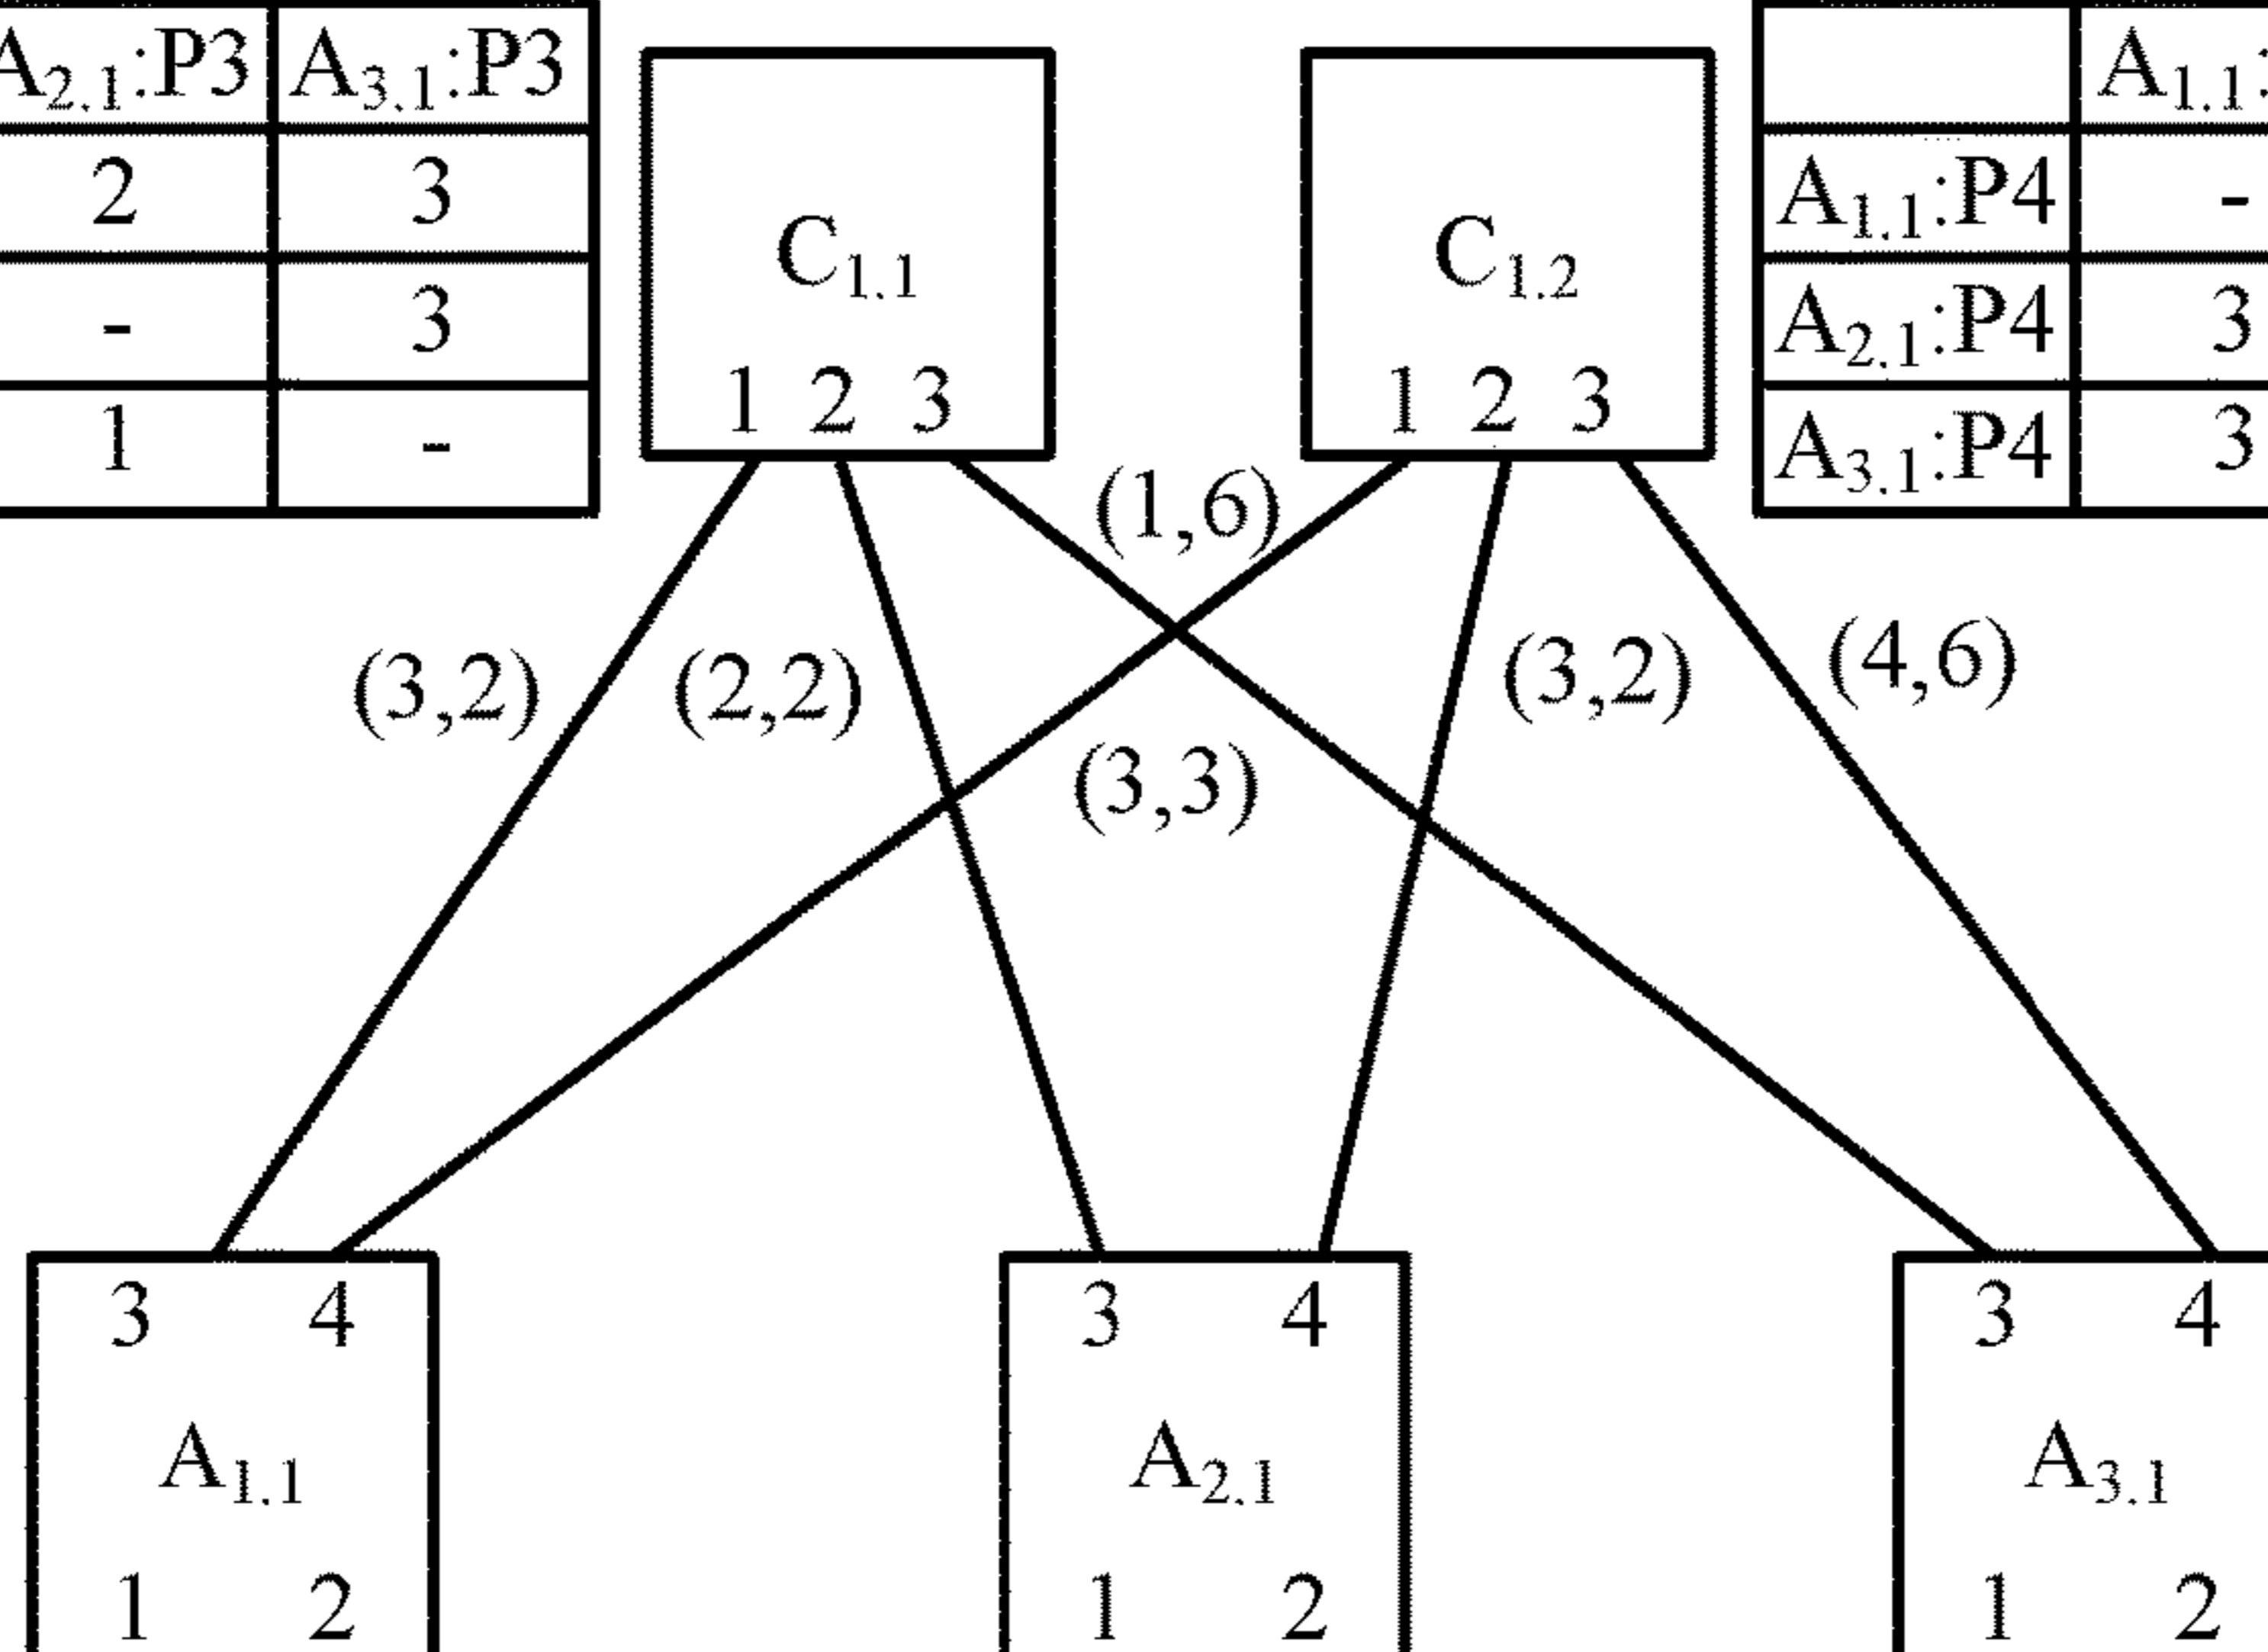 A2.1:P3 A3.1:P3
2 3
- 3
1 -
C1.1
1 2 3
C1.2
1 2 3
A1.1:
A1.1:P4 -
A2.1:P4 3
A3.1:P4 3
(1,6)
(3,2) (2,2) (3,2) (4,6)
(3,3)
3 4
A1.1
1 2
3 4
A2.1
1 2
3 4
A3.1
1 2